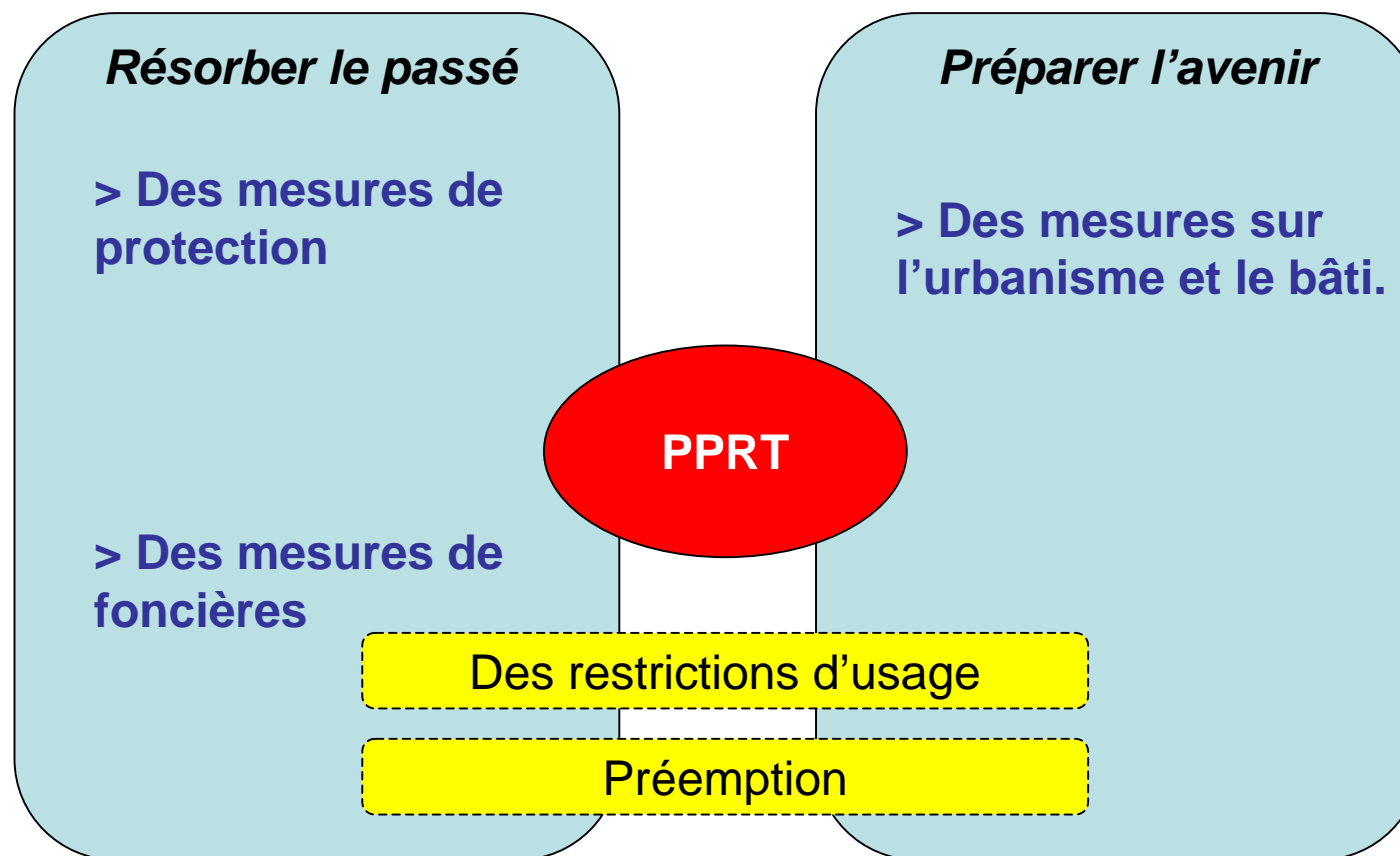 Résorber le passé
> Des mesures de
protection
> Des mesures de
foncières
Préparer l’avenir
> Des mesures sur
l’urbanisme et le bâti.
PPRT
Des restrictions d’usage
Préemption